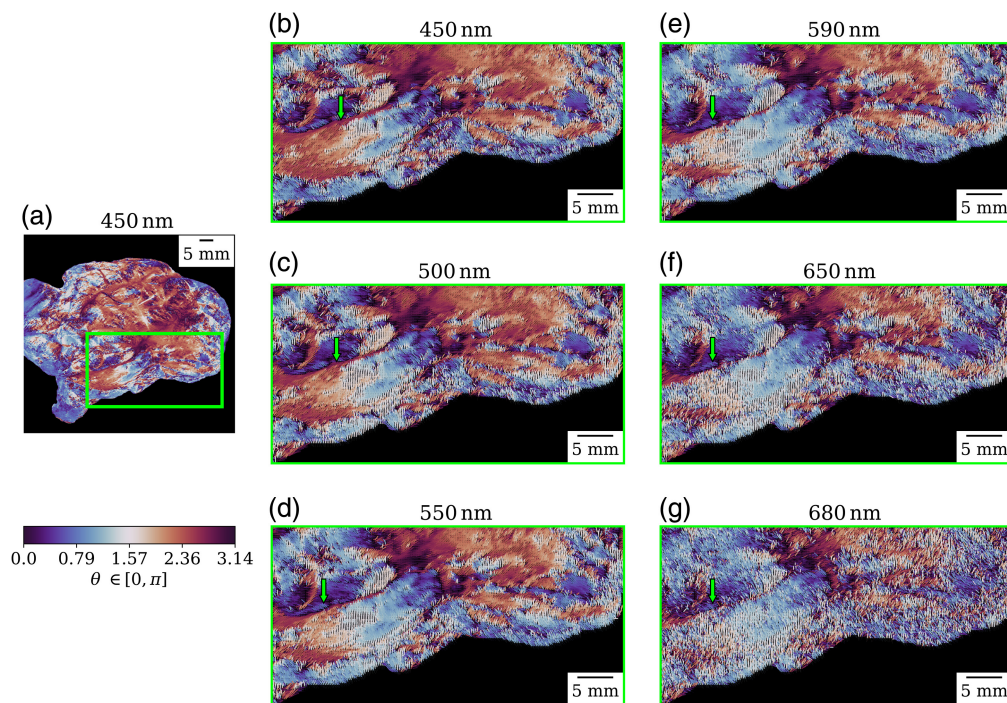 (a)
450 nm
5 mm
0.0 0.79 1.57 2.36 3.14
θ ∈ [0, π]
(b)
450 nm
5 mm
(c)
500 nm
5 mm
(d)
550 nm
5 mm
(e)
590 nm
5 mm
(f)
650 nm
5 mm
(g)
680 nm
5 mm